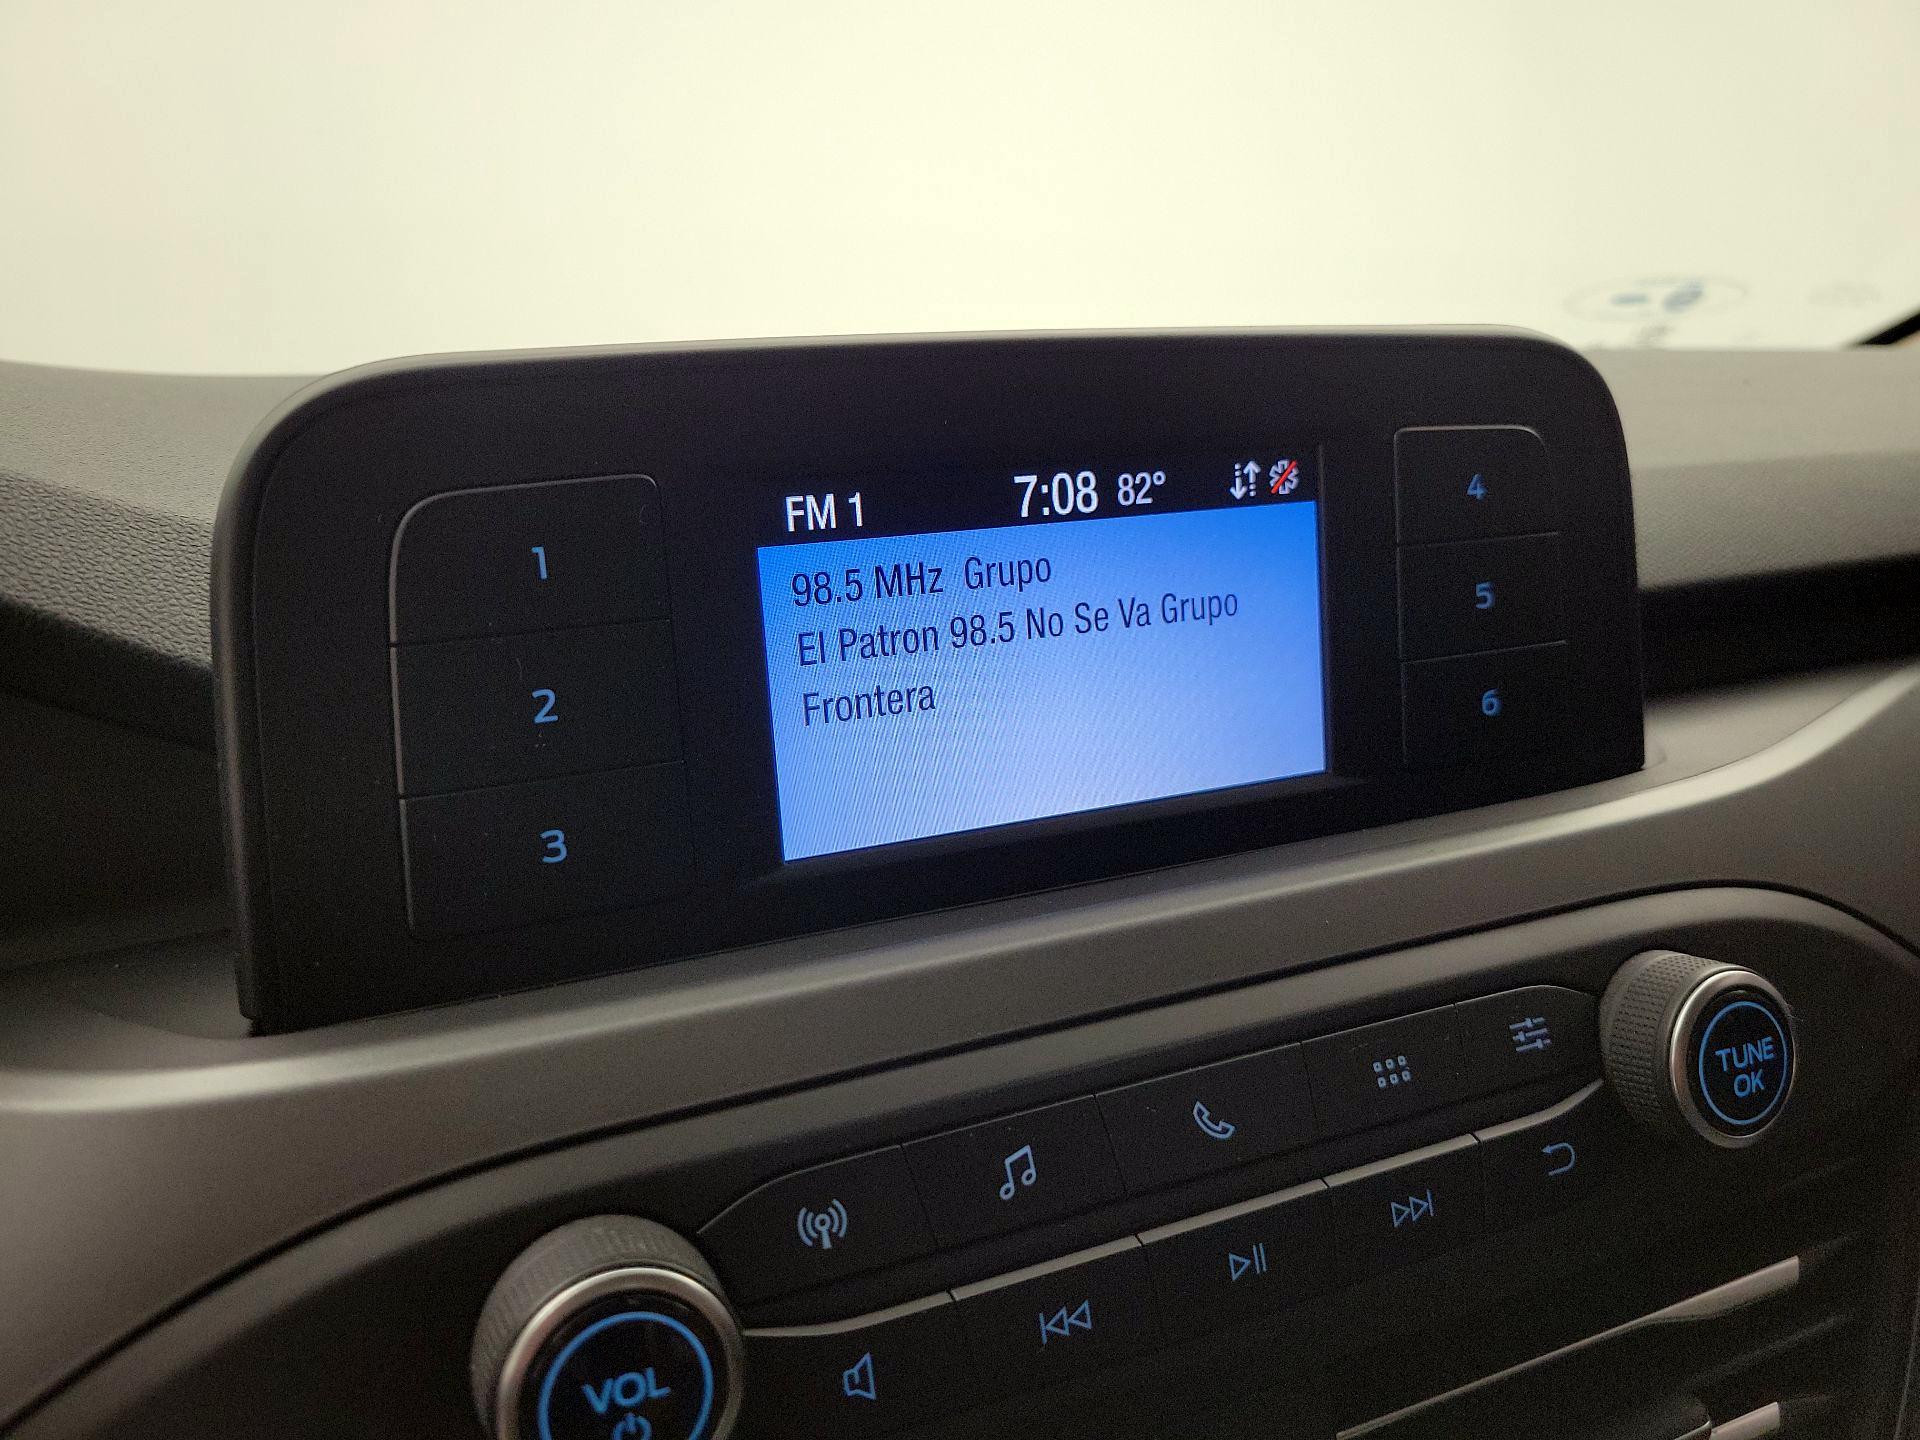 FM 1 7:08 82°
98.5 MHz Grupo
El Patron 98.5 No Se Va Grupo
Frontera
1
2
3
4
5
6
TUNE
OK
VOL